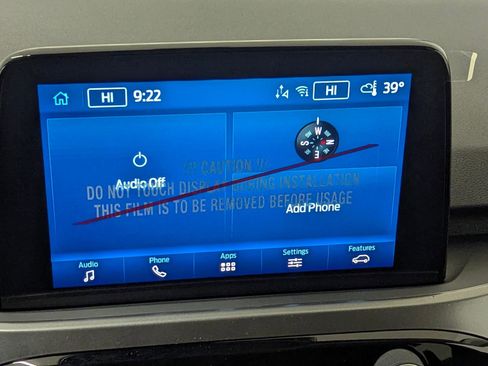 HI 9:22 HI 39°
W
S N
E
Audio Off
!!! CAUTION !!!
DO NOT TOUCH DISPLAY DURING INSTALLATION
THIS FILM IS TO BE REMOVED BEFORE USAGE
Add Phone
Audio Phone Apps Settings Features